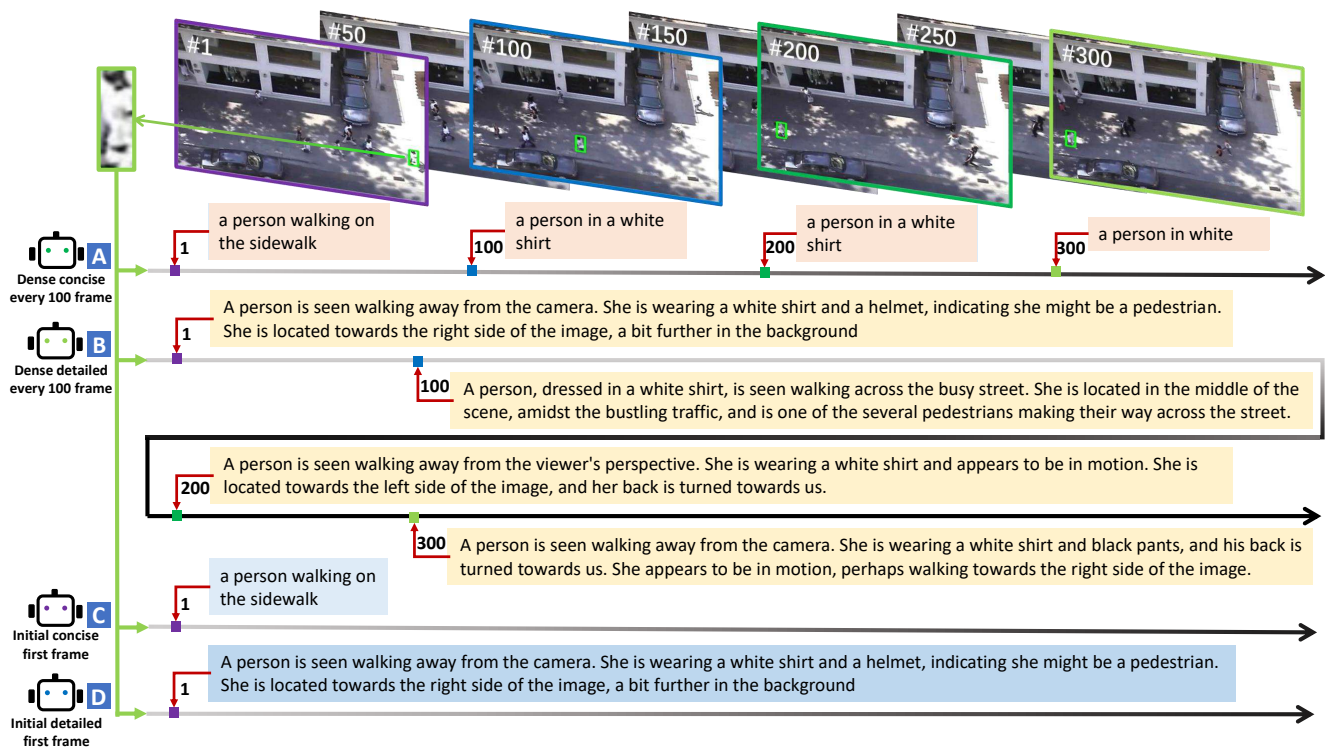 #1
#50
#100
#150
#200
#250
#300
a person walking on
the sidewalk
a person in a white
shirt
a person in a white
shirt
a person in white
1
100
200
300
A
Dense concise
every 100 frame
A person is seen walking away from the camera. She is wearing a white shirt and a helmet, indicating she might be a pedestrian.
She is located towards the right side of the image, a bit further in the background
1
B
Dense detailed
every 100 frame
100
A person, dressed in a white shirt, is seen walking across the busy street. She is located in the middle of the
scene, amidst the bustling traffic, and is one of the several pedestrians making their way across the street.
A person is seen walking away from the viewer's perspective. She is wearing a white shirt and appears to be in motion. She is
located towards the left side of the image, and her back is turned towards us.
200
300
A person is seen walking away from the camera. She is wearing a white shirt and black pants, and his back is
turned towards us. She appears to be in motion, perhaps walking towards the right side of the image.
a person walking on
the sidewalk
1
C
Initial concise
first frame
A person is seen walking away from the camera. She is wearing a white shirt and a helmet, indicating she might be a pedestrian.
She is located towards the right side of the image, a bit further in the background
1
D
Initial detailed
first frame